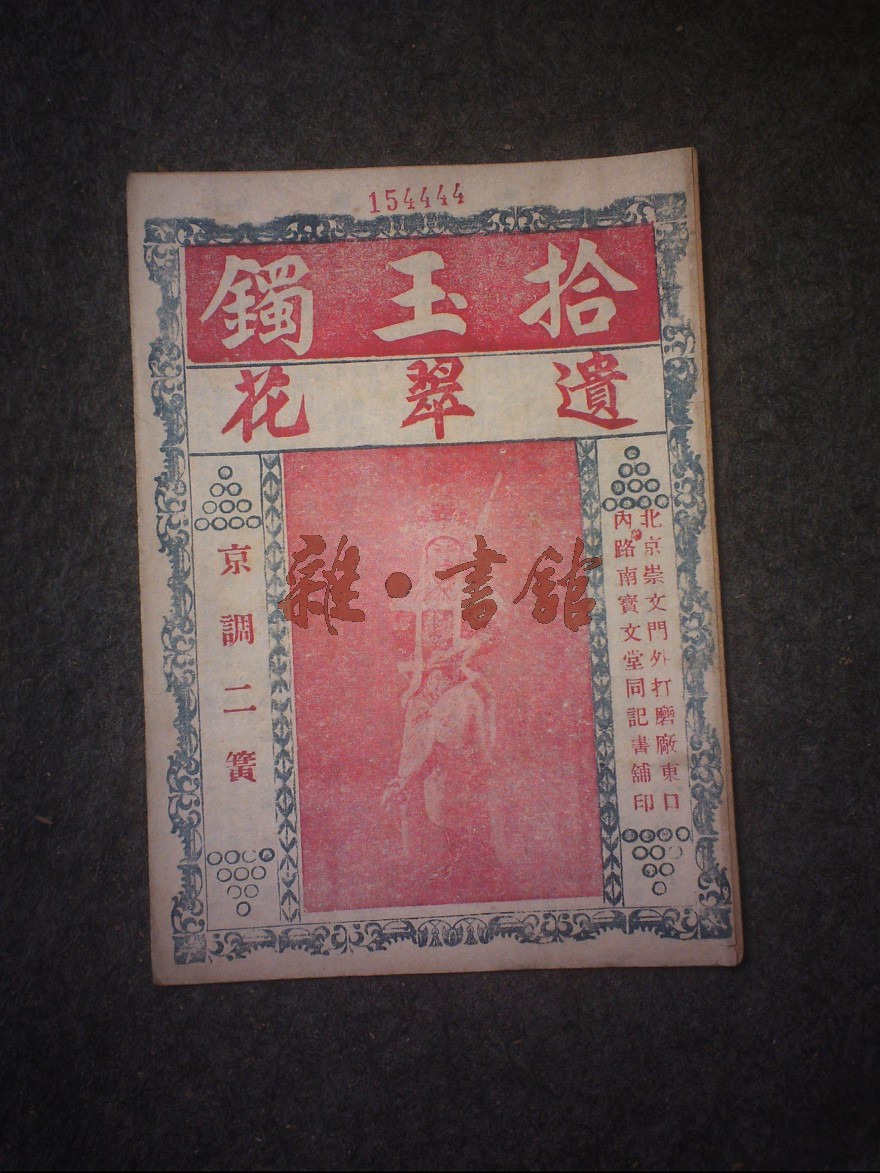 154444
拾玉鐲
遺翠花
北京崇文門外打磨廠東口
內路南寶文堂同記書舖印
雜·書館
京調二簧